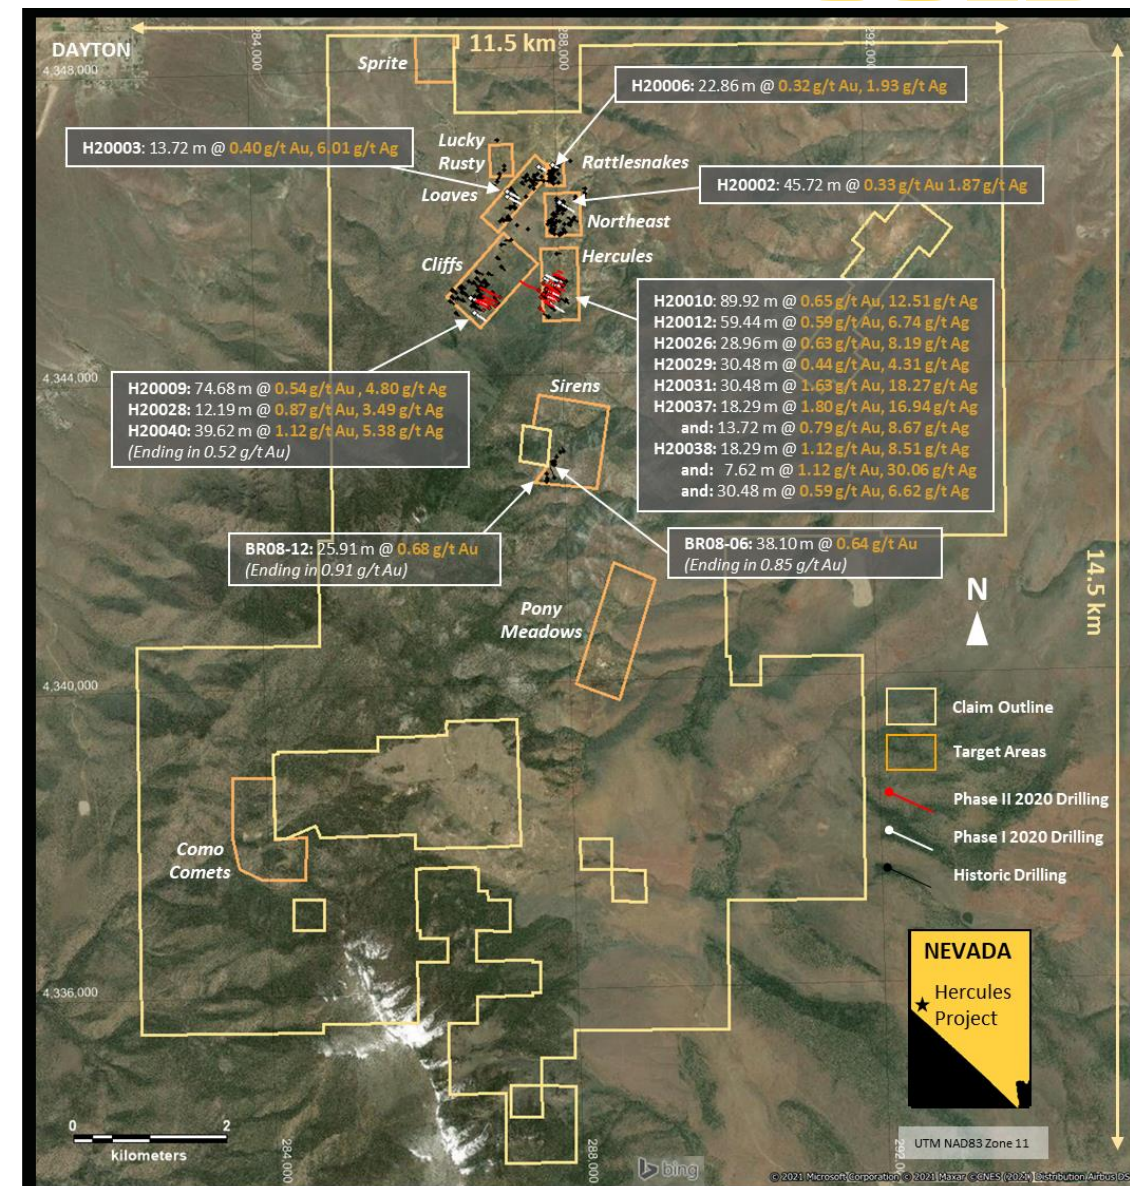 DAYTON
11.5 km
284,000
288,000
292,000
4,348,000
Sprite
H20006: 22.86 m @ 0.32 g/t Au, 1.93 g/t Ag
H20003: 13.72 m @ 0.40 g/t Au, 6.01 g/t Ag
Lucky
Rusty
Rattlesnakes
H20002: 45.72 m @ 0.33 g/t Au 1.87 g/t Ag
Loaves
Northeast
Cliffs
Hercules
H20010: 89.92 m @ 0.65 g/t Au, 12.51 g/t Ag
H20012: 59.44 m @ 0.59 g/t Au, 6.74 g/t Ag
H20026: 28.96 m @ 0.63 g/t Au, 8.19 g/t Ag
H20029: 30.48 m @ 0.44 g/t Au, 4.31 g/t Ag
H20031: 30.48 m @ 1.63 g/t Au, 18.27 g/t Ag
H20037: 18.29 m @ 1.80 g/t Au, 16.94 g/t Ag
and: 13.72 m @ 0.79 g/t Au, 8.67 g/t Ag
H20038: 18.29 m @ 1.12 g/t Au, 8.51 g/t Ag
and: 7.62 m @ 1.12 g/t Au, 30.06 g/t Ag
and: 30.48 m @ 0.59 g/t Au, 6.62 g/t Ag
4,344,000
H20009: 74.68 m @ 0.54 g/t Au , 4.80 g/t Ag
H20028: 12.19 m @ 0.87 g/t Au, 3.49 g/t Ag
H20040: 39.62 m @ 1.12 g/t Au, 5.38 g/t Ag
(Ending in 0.52 g/t Au)
Sirens
BR08-12: 25.91 m @ 0.68 g/t Au
(Ending in 0.91 g/t Au)
BR08-06: 38.10 m @ 0.64 g/t Au
(Ending in 0.85 g/t Au)
14.5 km
N
Pony
Meadows
4,340,000
Claim Outline
Target Areas
Phase II 2020 Drilling
Phase I 2020 Drilling
Historic Drilling
Como
Comets
NEVADA
Hercules
Project
4,336,000
0 2
kilometers
284,000
288,000
UTM NAD83 Zone 11
bing
© 2021 Microsoft Corporation © 2021 Maxar ©CNES (2021) Distribution Airbus DS